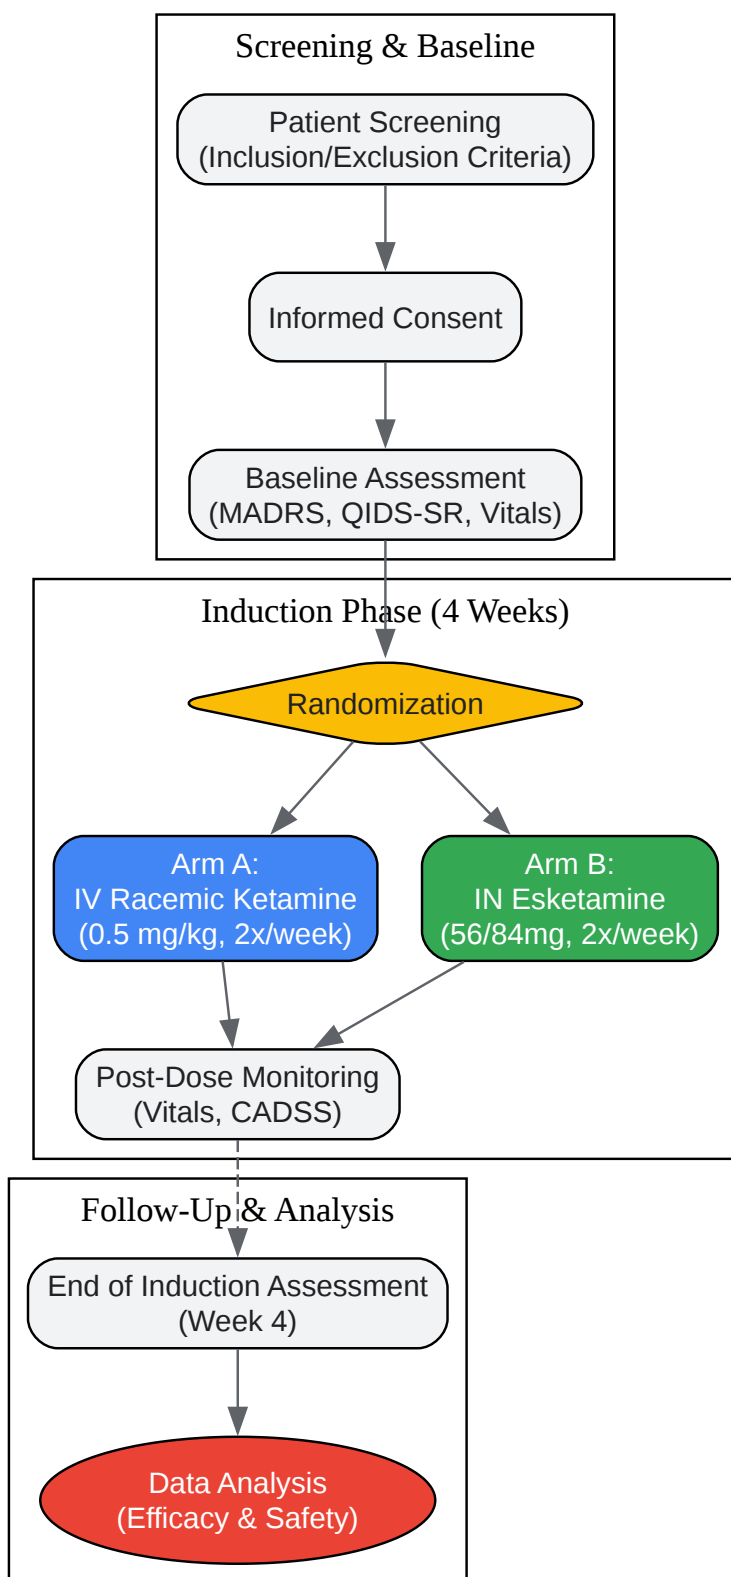 Screening & Baseline
Patient Screening
(Inclusion/Exclusion Criteria)
Informed Consent
Baseline Assessment
(MADRS, QIDS-SR, Vitals)
Induction Phase (4 Weeks)
Randomization
Arm A:
IV Racemic Ketamine
(0.5 mg/kg, 2x/week)
Arm B:
IN Esketamine
(56/84mg, 2x/week)
Post-Dose Monitoring
(Vitals, CADSS)
Follow-Up & Analysis
End of Induction Assessment
(Week 4)
Data Analysis
(Efficacy & Safety)